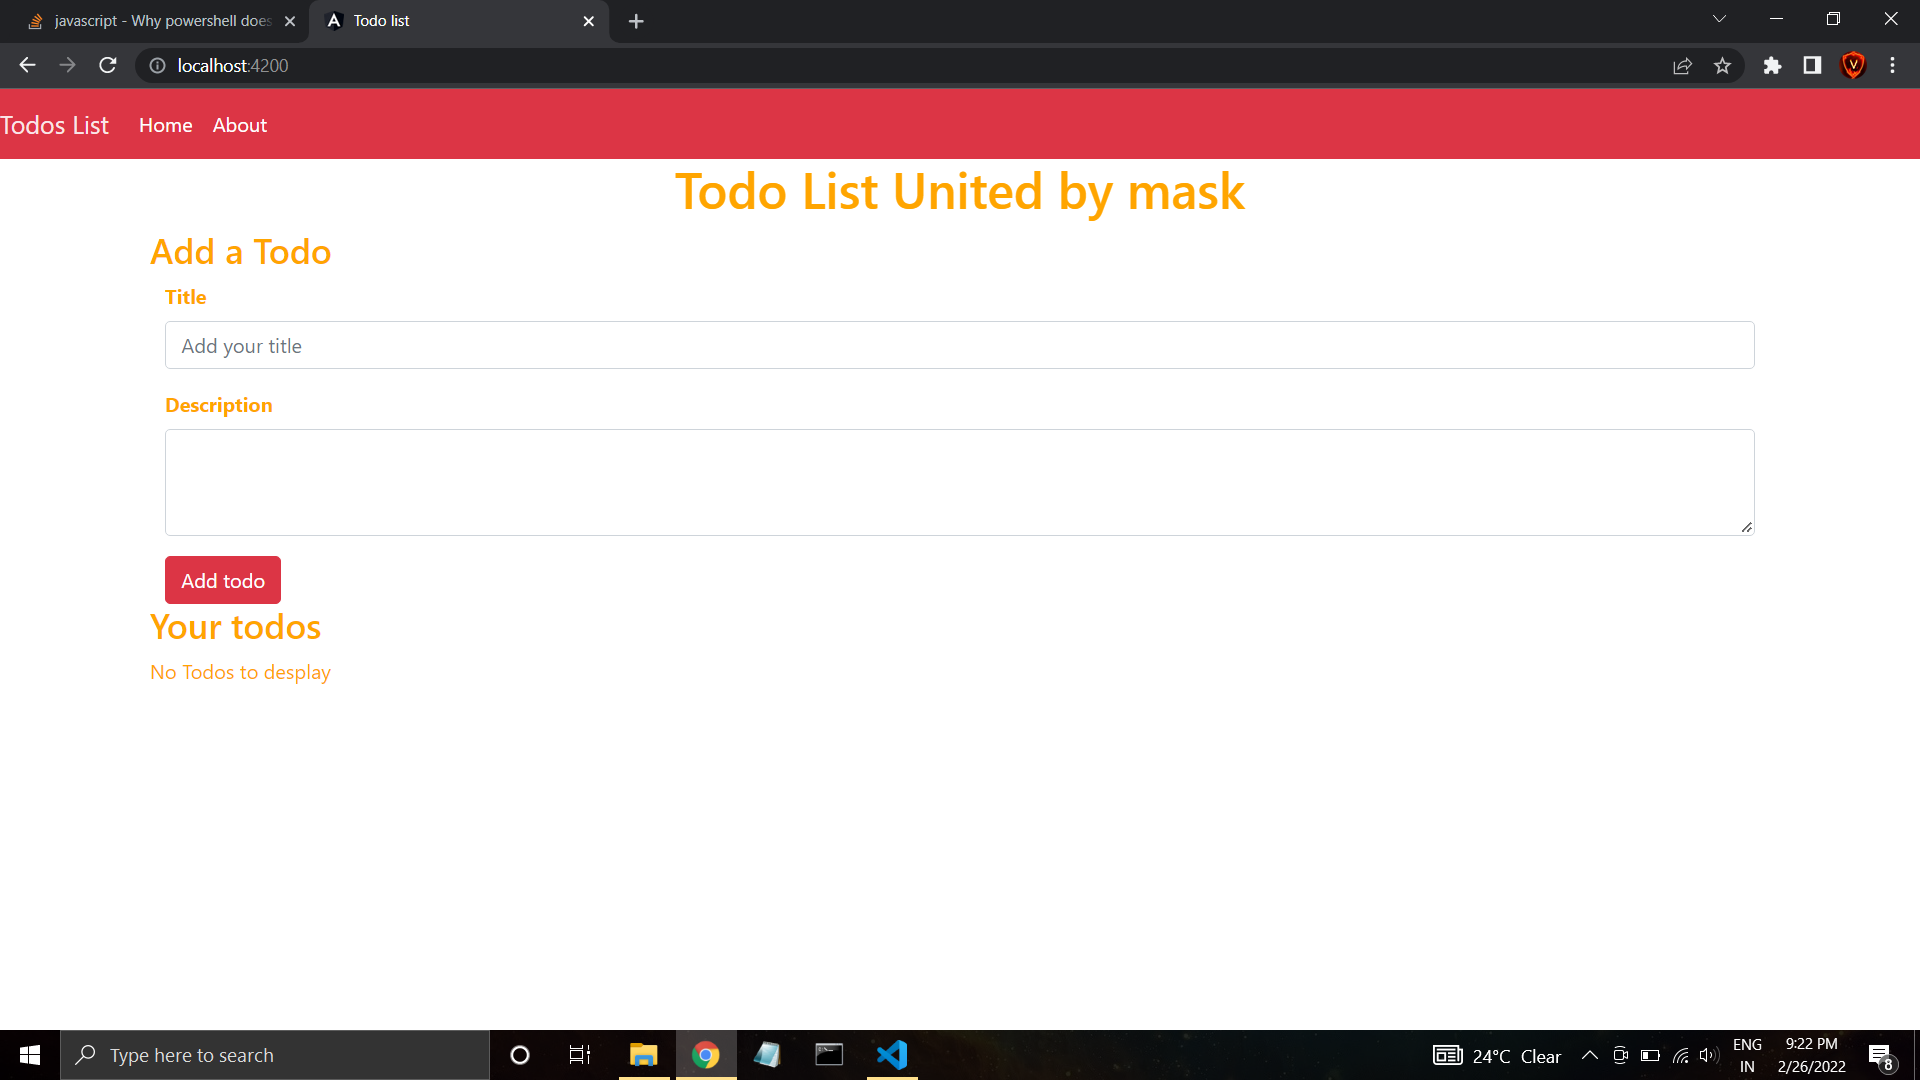 javascript - Why powershell does
Todo list
localhost:4200
Todos List Home About
Todo List United by mask
Add a Todo
Title
Add your title
Description
Add todo
Your todos
No Todos to desplay
Type here to search
24°C Clear
ENG
IN
9:22 PM
2/26/2022
8